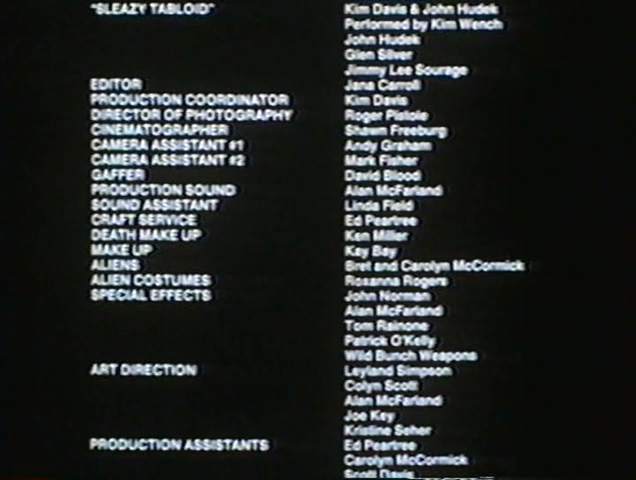 "SLEAZY TABLOID" Kim Davis & John Hudek
Performed by Kim Wench
John Hudek
Glen Silver
Jimmy Lee Sourage
EDITOR Jana Carroll
PRODUCTION COORDINATOR Kim Davis
DIRECTOR OF PHOTOGRAPHY Roger Pistole
CINEMATOGRAPHER Shawn Freeburg
CAMERA ASSISTANT #1 Andy Graham
CAMERA ASSISTANT #2 Mark Fisher
GAFFER David Blood
PRODUCTION SOUND Alan McFarland
SOUND ASSISTANT Linda Field
CRAFT SERVICE Ed Peartree
DEATH MAKE UP Ken Miller
MAKE UP Kay Bay
ALIENS Bret and Carolyn McCormick
ALIEN COSTUMES Roxanna Rogers
SPECIAL EFFECTS John Norman
Alan McFarland
Tom Rainone
Patrick O'Kelly
Wild Bunch Weapons
ART DIRECTION Leyland Simpson
Colyn Scott
Alan McFarland
Joe Key
Kristine Seher
PRODUCTION ASSISTANTS Ed Peartree
Carolyn McCormick
Scott Davis